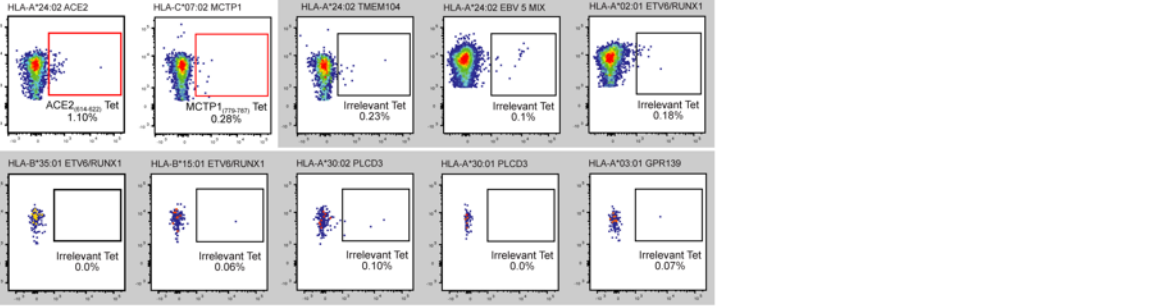 HLA-A*24:02 ACE2
HLA-C*07:02 MCTP1
HLA-A*24:02 TMEM104
HLA-A*24:02 EBV 5 MIX
HLA-A*02:01 ETV6/RUNX1
ACE2(614-622) Tet
1.10%
MCTP1(779-787) Tet
0.28%
Irrelevant Tet
0.23%
Irrelevant Tet
0.1%
Irrelevant Tet
0.18%
HLA-B*35:01 ETV6/RUNX1
HLA-B*15:01 ETV6/RUNX1
HLA-A*30:02 PLCD3
HLA-A*30:01 PLCD3
HLA-A*03:01 GPR139
Irrelevant Tet
0.0%
Irrelevant Tet
0.06%
Irrelevant Tet
0.10%
Irrelevant Tet
0.0%
Irrelevant Tet
0.07%